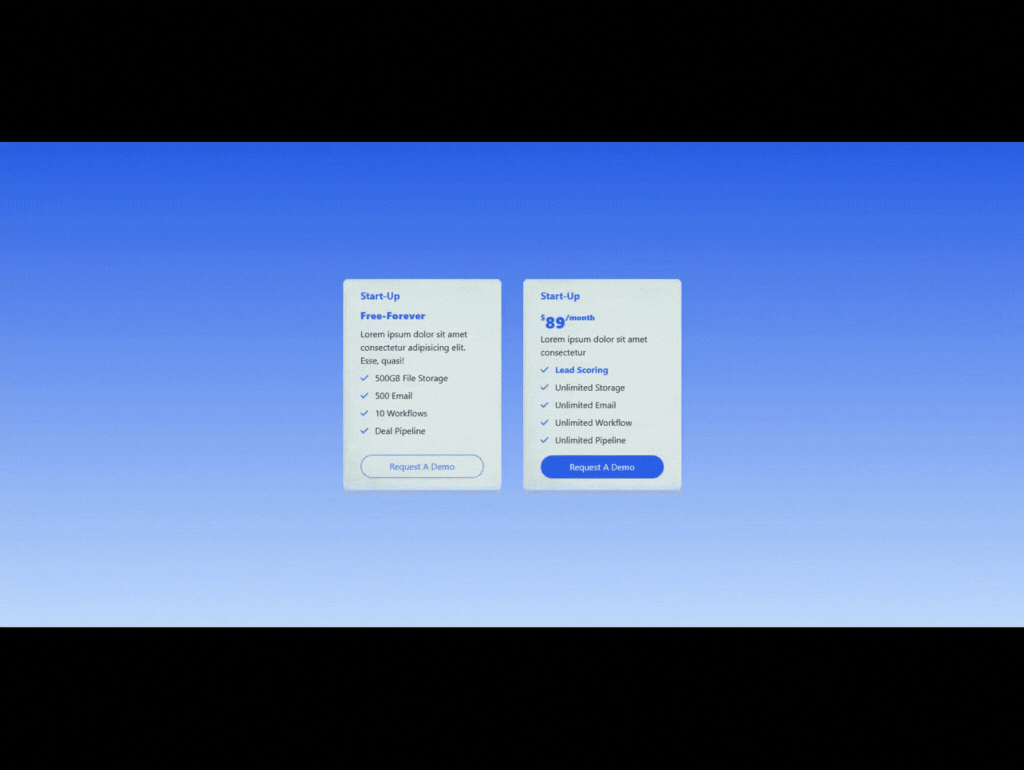 Start-Up
Free-Forever
Lorem ipsum dolor sit amet
consectetur adipisicing elit.
Esse, quasi!
500GB File Storage
500 Email
10 Workflows
Deal Pipeline
Request A Demo
Start-Up
$89/month
Lorem ipsum dolor sit amet
consectetur
Lead Scoring
Unlimited Storage
Unlimited Email
Unlimited Workflow
Unlimited Pipeline
Request A Demo